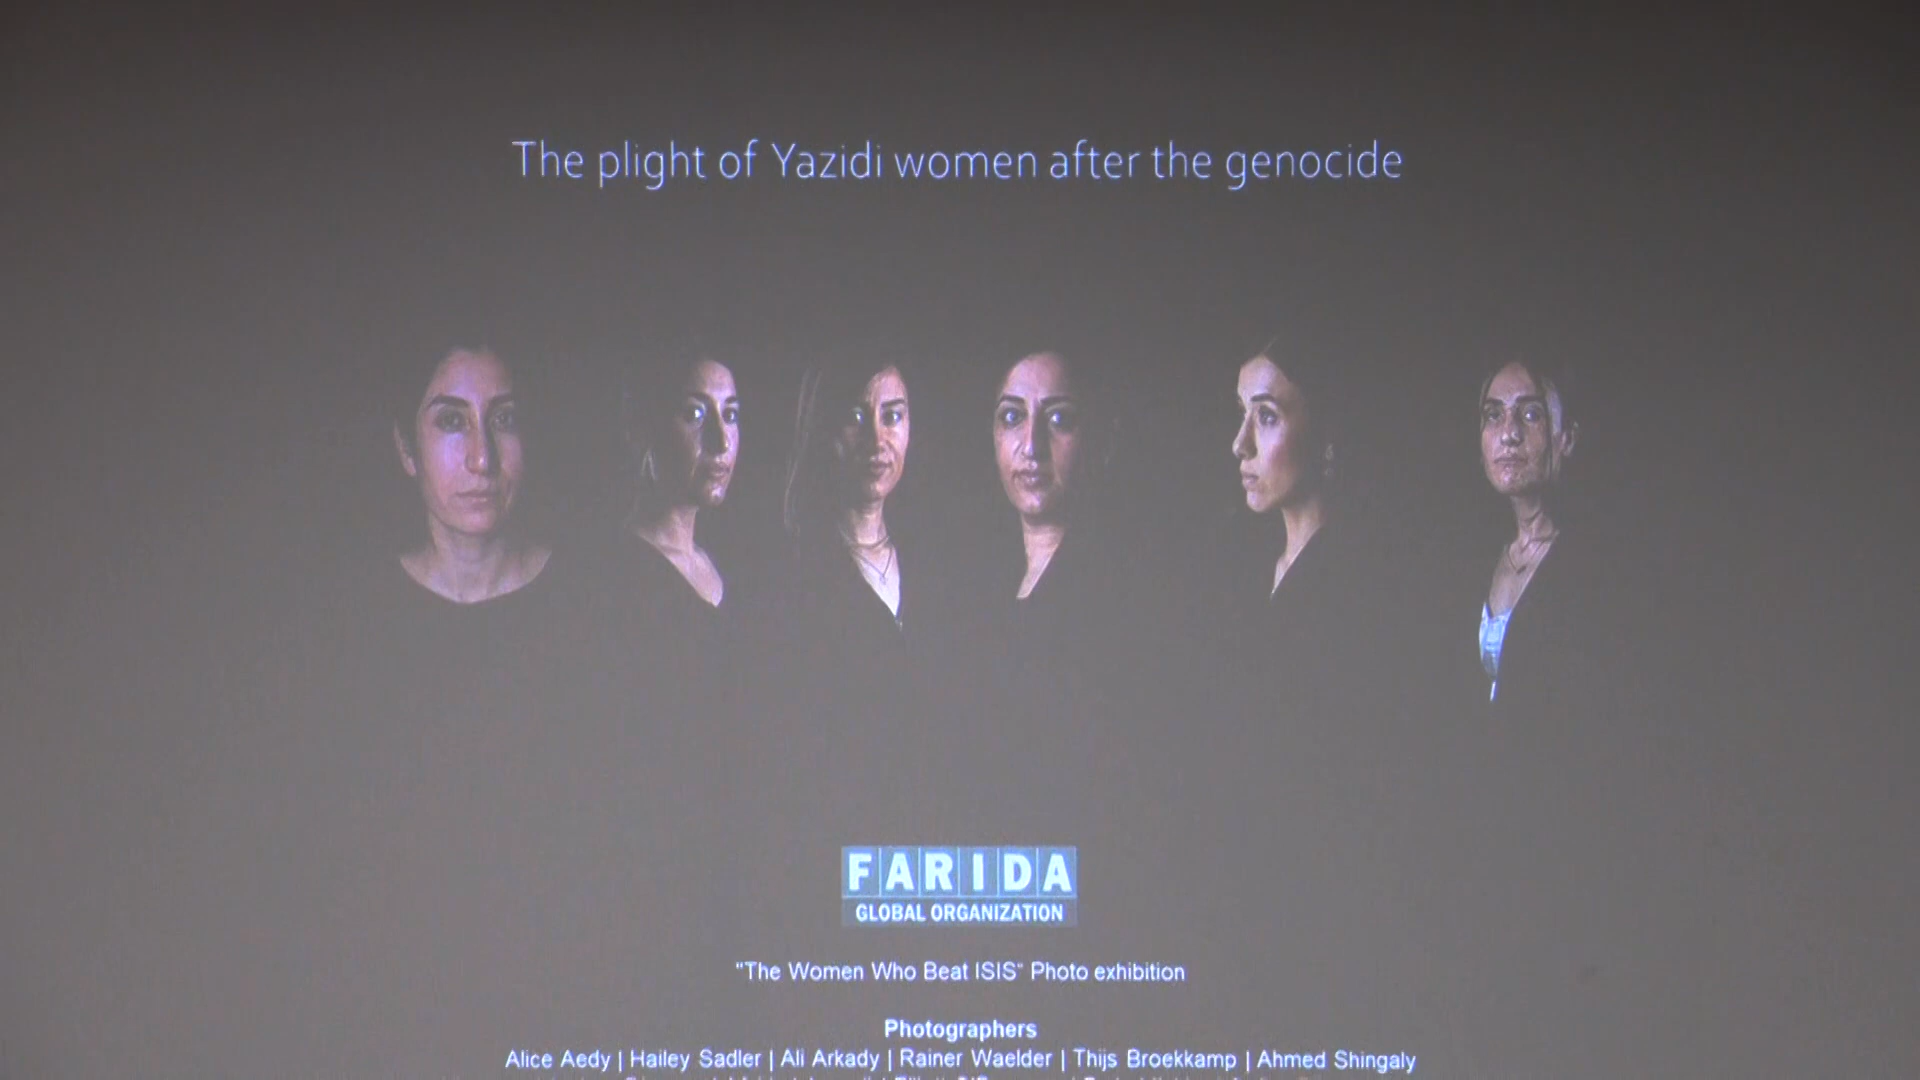 The plight of Yazidi women after the genocide
FARIDA
GLOBAL ORGANIZATION
"The Women Who Beat ISIS" Photo exhibition
Photographers
Alice Aedy | Hailey Sadler | Ali Arkady | Rainer Waelder | Thijs Broekkamp | Ahmed Shingaly